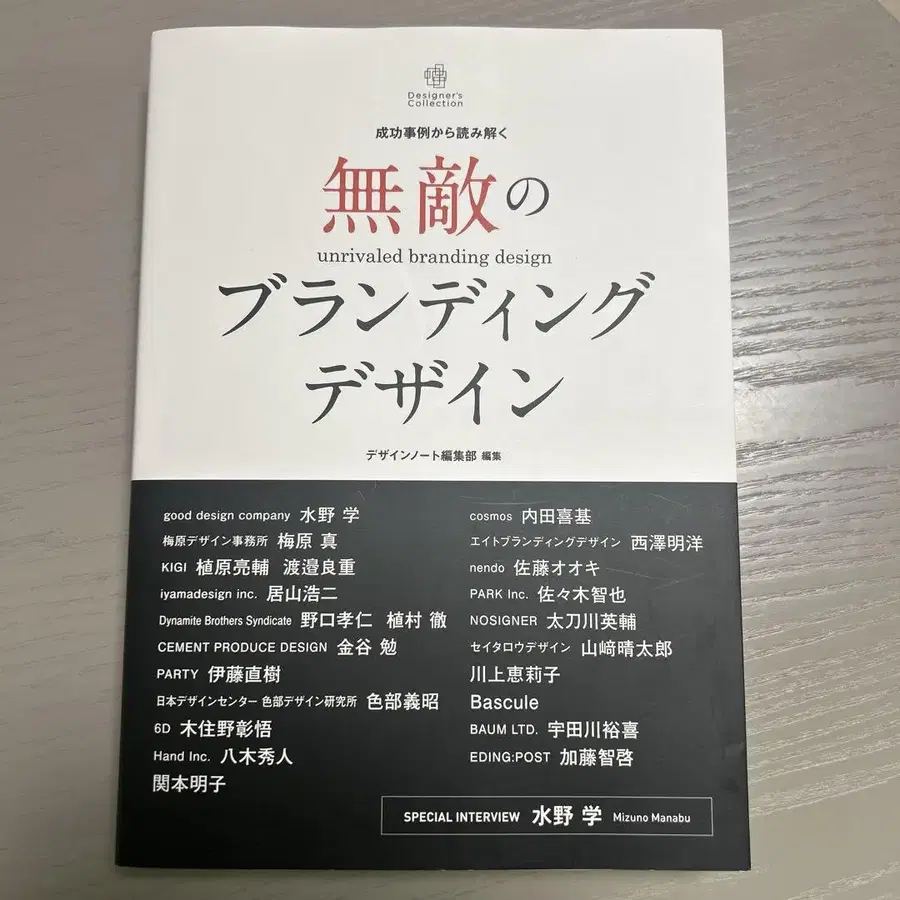 Designer's
Collection
成功事例から読み解く
無敵の
unrivaled branding design
ブランディング
デザイン
デザインノート編集部 編集
good design company 水野 学
梅原デザイン事務所 梅原 真
KIGI 植原亮輔 渡邉良重
iyamadesign inc. 居山浩二
Dynamite Brothers Syndicate 野口孝仁 植村 徹
CEMENT PRODUCE DESIGN 金谷 勉
PARTY 伊藤直樹
日本デザインセンター 色部デザイン研究所 色部義昭
6D 木住野彰悟
Hand Inc. 八木秀人
関本明子
cosmos 内田喜基
エイトブランディングデザイン 西澤明洋
nendo 佐藤オオキ
PARK Inc. 佐々木智也
NOSIGNER 太刀川英輔
セイタロウデザイン 山﨑晴太郎
川上恵莉子
Bascule
BAUM LTD. 宇田川裕喜
EDING:POST 加藤智啓
SPECIAL INTERVIEW 水野 学 Mizuno Manabu